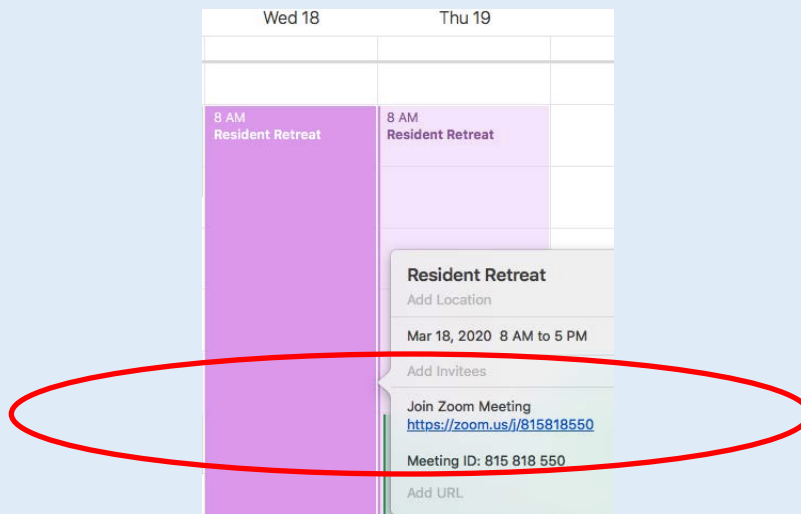 Wed 18
Thu 19
8 AM
Resident Retreat
8 AM
Resident Retreat
Resident Retreat
Add Location
Mar 18, 2020 8 AM to 5 PM
Add Invitees
Join Zoom Meeting
https://zoom.us/j/815818550
Meeting ID: 815 818 550
Add URL